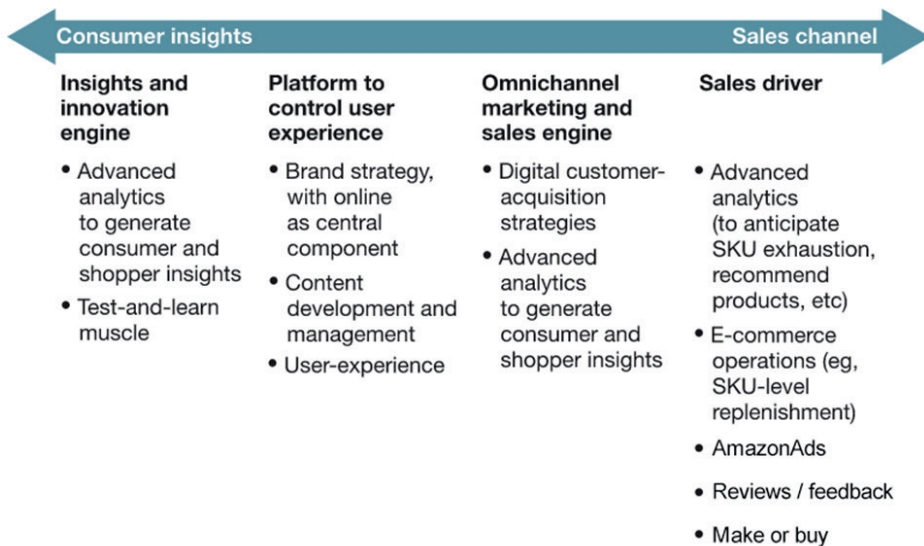 Consumer insights
Sales channel
Insights and
innovation
engine
• Advanced
analytics
to generate
consumer and
shopper insights
• Test-and-learn
muscle
Platform to
control user
experience
• Brand strategy,
with online
as central
component
• Content
development and
management
• User-experience
Omnichannel
marketing and
sales engine
• Digital customer-
acquisition
strategies
• Advanced
analytics
to generate
consumer and
shopper insights
Sales driver
• Advanced
analytics
(to anticipate
SKU exhaustion,
recommend
products, etc)
• E-commerce
operations (eg,
SKU-level
replenishment)
• AmazonAds
• Reviews / feedback
• Make or buy